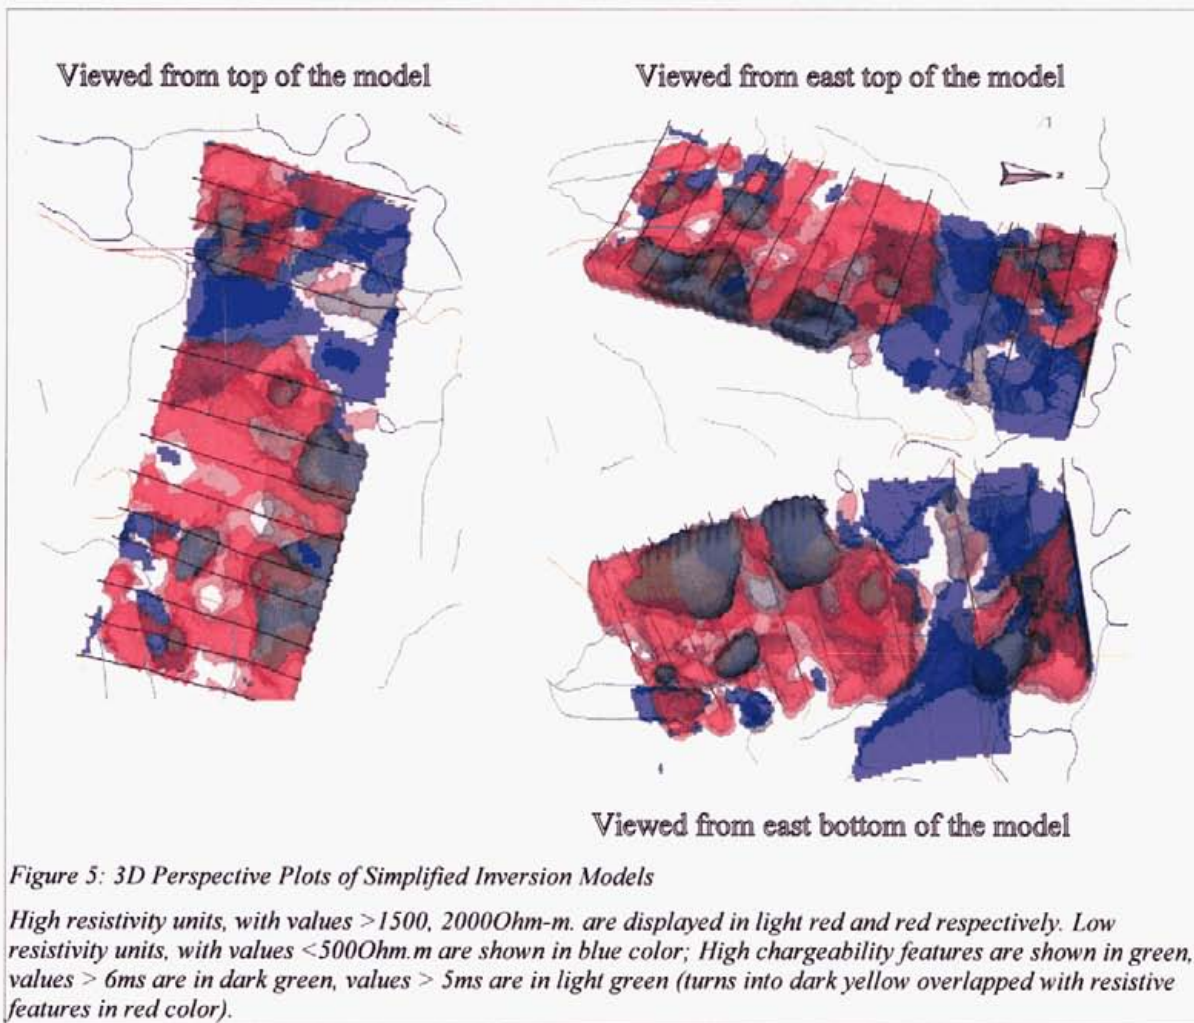 Viewed from top of the model
Viewed from east top of the model
Viewed from east bottom of the model
Figure 5: 3D Perspective Plots of Simplified Inversion Models
High resistivity units, with values >1500, 2000Ohm-m. are displayed in light red and red respectively. Low
resistivity units, with values <500Ohm.m are shown in blue color; High chargeability features are shown in green,
values > 6ms are in dark green, values > 5ms are in light green (turns into dark yellow overlapped with resistive
features in red color).